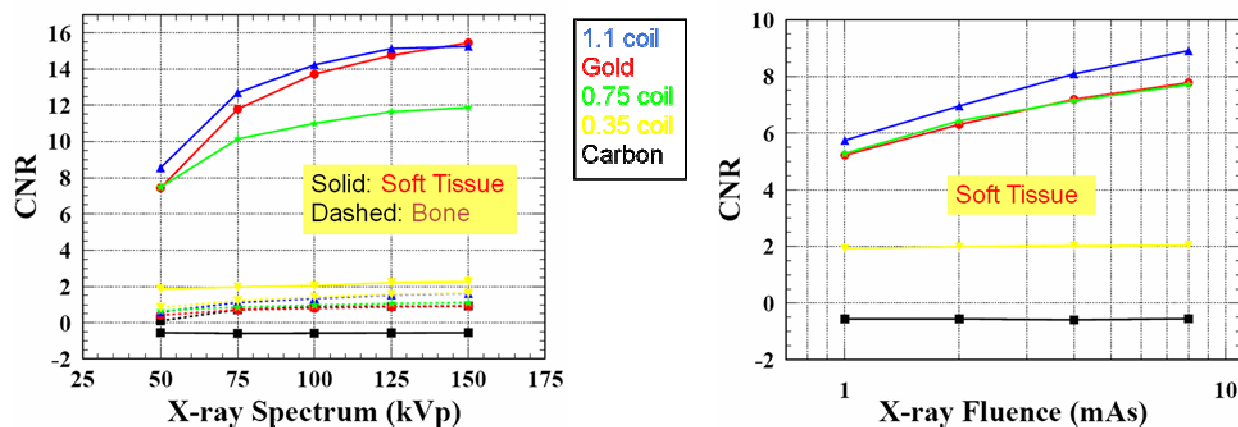 16
14
12
10
8
6
4
2
0
-2
CNR
Solid: Soft Tissue
Dashed: Bone
25 50 75 100 125 150 175
X-ray Spectrum (kVp)
1.1 coil
Gold
0.75 coil
0.35 coil
Carbon
10
8
6
4
2
0
-2
CNR
Soft Tissue
1 10
X-ray Fluence (mAs)